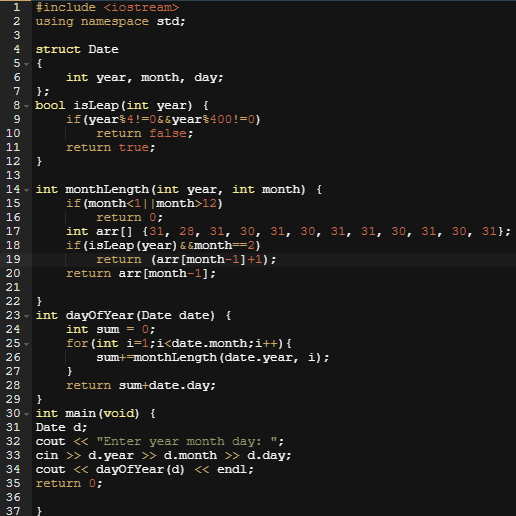 1 #include <iostream>
2 using namespace std;
3
4 struct Date
5 {
6 int year, month, day;
7 };
8 bool isLeap(int year) {
9 if(year%4!=0&&year%400!=0)
10 return false;
11 return true;
12 }
13
14 int monthLength(int year, int month) {
15 if(month<1||month>12)
16 return 0;
17 int arr[] {31, 28, 31, 30, 31, 30, 31, 31, 30, 31, 30, 31};
18 if(isLeap(year)&&month==2)
19 return (arr[month-1]+1);
20 return arr[month-1];
21
22 }
23 int dayOfYear(Date date) {
24 int sum = 0;
25 for(int i=1;i<date.month;i++){
26 sum+=monthLength(date.year, i);
27 }
28 return sum+date.day;
29 }
30 int main(void) {
31 Date d;
32 cout << "Enter year month day: ";
33 cin >> d.year >> d.month >> d.day;
34 cout << dayOfYear(d) << endl;
35 return 0;
36
37 }